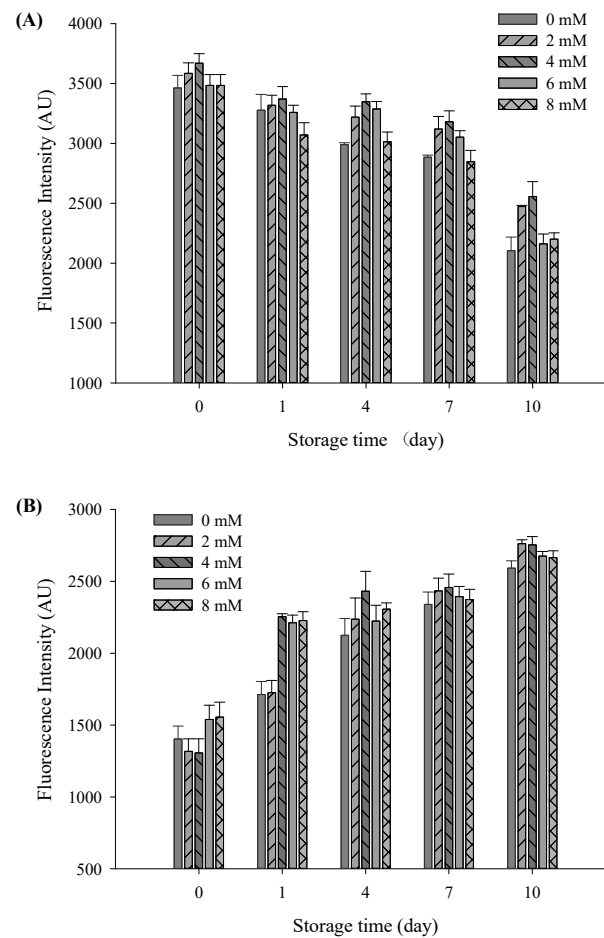 (A)
4000
3500
3000
2500
2000
1500
1000
Fluorescence Intensity (AU)
0 mM
2 mM
4 mM
6 mM
8 mM
0 1 4 7 10
Storage time （day)
(B)
3000
2500
2000
1500
1000
500
Fluorescence Intensity (AU)
0 mM
2 mM
4 mM
6 mM
8 mM
0 1 4 7 10
Storage time (day)